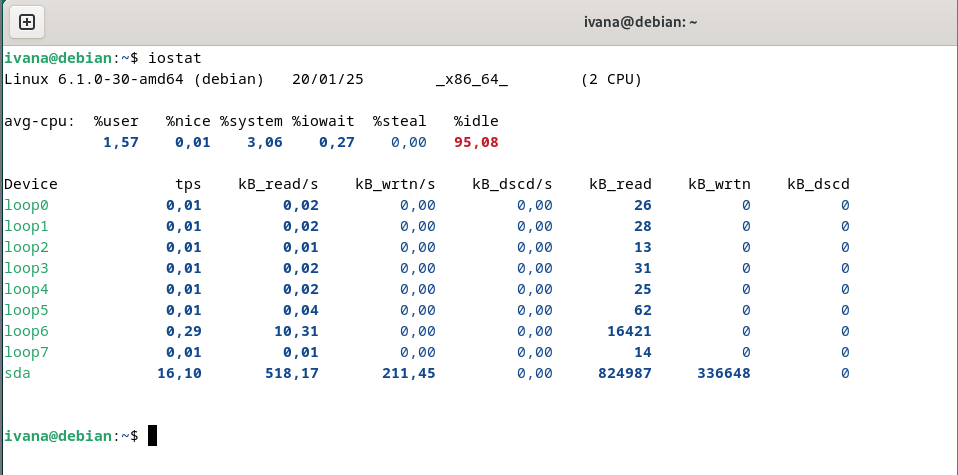 ivana@debian: ~
ivana@debian:~$ iostat
Linux 6.1.0-30-amd64 (debian)   20/01/25        _x86_64_        (2 CPU)
avg-cpu:  %user   %nice %system %iowait  %steal   %idle
           1,57    0,01    3,06    0,27    0,00   95,08
Device             tps    kB_read/s    kB_wrtn/s    kB_dscd/s    kB_read    kB_wrtn    kB_dscd
loop0             0,01         0,02         0,00         0,00         26          0          0
loop1             0,01         0,02         0,00         0,00         28          0          0
loop2             0,01         0,01         0,00         0,00         13          0          0
loop3             0,01         0,02         0,00         0,00         31          0          0
loop4             0,01         0,02         0,00         0,00         25          0          0
loop5             0,01         0,04         0,00         0,00         62          0          0
loop6             0,29        10,31         0,00         0,00      16421          0          0
loop7             0,01         0,01         0,00         0,00         14          0          0
sda              16,10       518,17       211,45         0,00     824987     336648          0
ivana@debian:~$